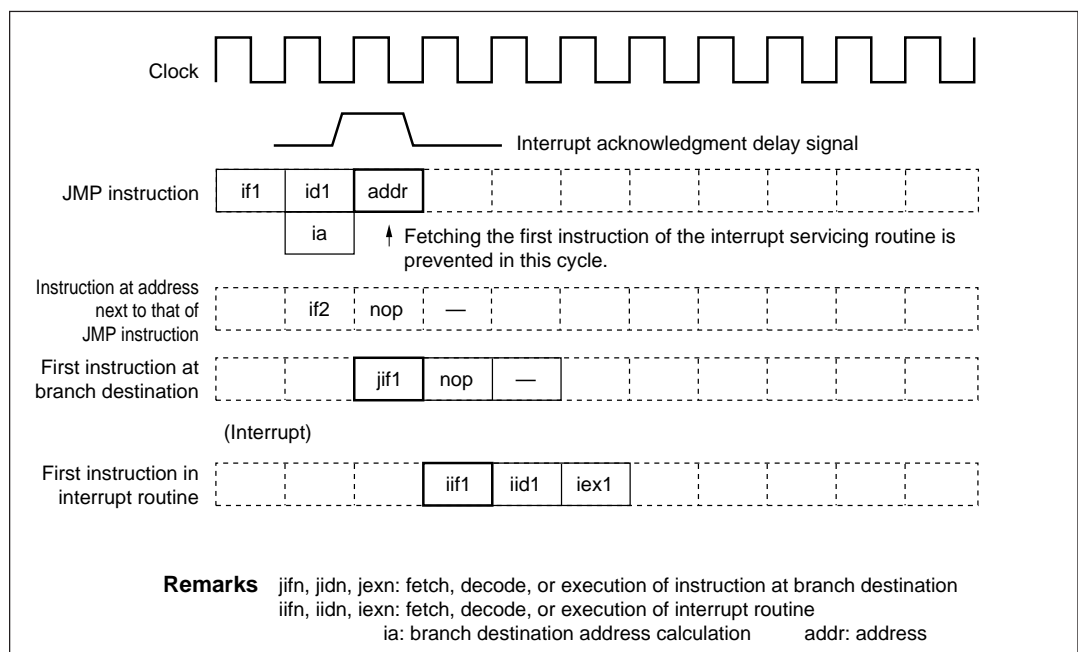 Clock
Interrupt acknowledgment delay signal
JMP instruction
if1 id1 addr
ia
Fetching the first instruction of the interrupt servicing routine is
prevented in this cycle.
Instruction at address
next to that of
JMP instruction
if2 nop —
First instruction at
branch destination
jif1 nop —
(Interrupt)
First instruction in
interrupt routine
iif1 iid1 iex1
Remarks jifn, jidn, jexn: fetch, decode, or execution of instruction at branch destination
iifn, iidn, iexn: fetch, decode, or execution of interrupt routine
ia: branch destination address calculation addr: address